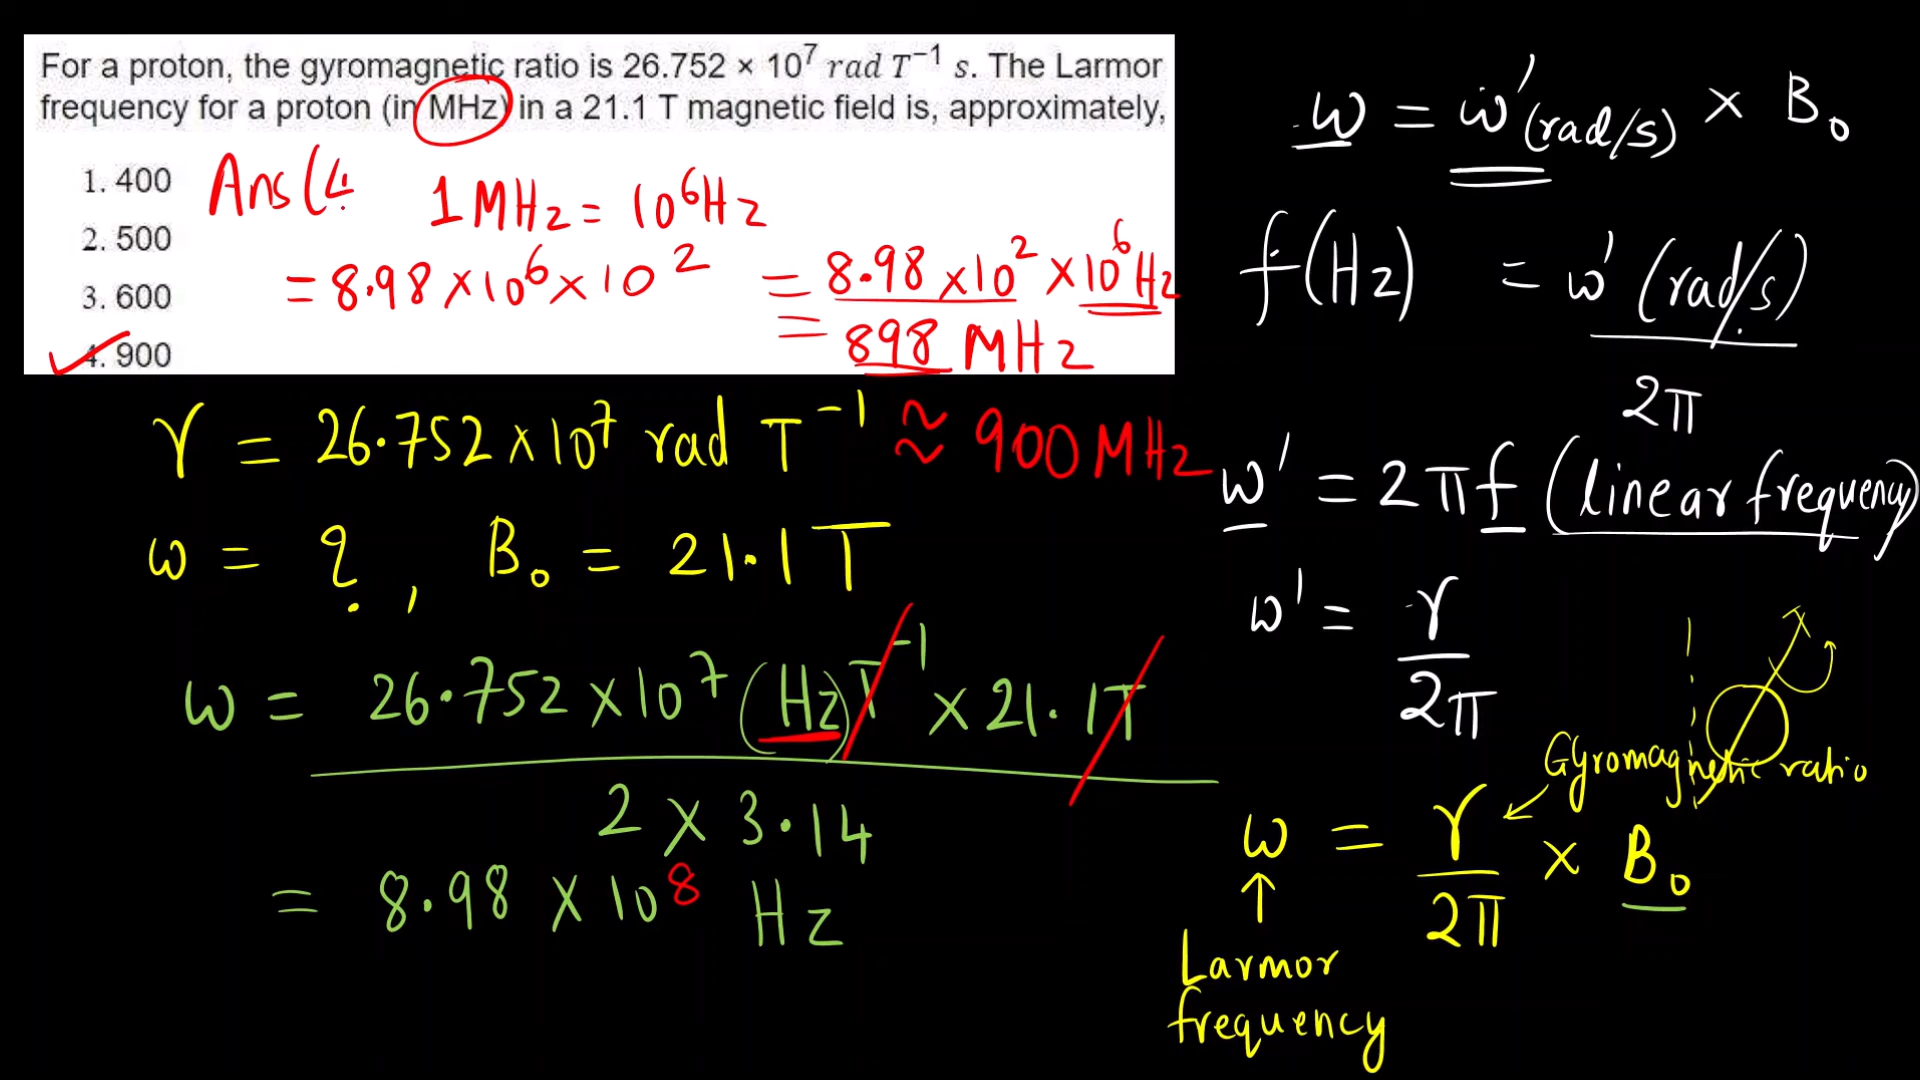 For a proton, the gyromagnetic ratio is 26.752 × 10⁷ rad T⁻¹ s. The Larmor
frequency for a proton (in MHz) in a 21.1 T magnetic field is, approximately,
1. 400
2. 500
3. 600
4. 900
Ans (4.
1 MHz = 10⁶ Hz
= 8.98 × 10⁶ × 10²
= 8.98 × 10² × 10⁶ Hz
= 898 MHz
γ = 26.752 × 10⁷ rad T⁻¹
≈ 900 MHz
ω = ? , B₀ = 21.1 T
ω = 26.752 × 10⁷ (Hz) T⁻¹ × 21.1 T
2 × 3.14
= 8.98 × 10⁸ Hz
ω = ω' (rad/s) × B₀
f (Hz) = ω' (rad/s)
2π
ω' = 2πf (linear frequency)
ω' = γ
2π
Gyromagnetic ratio
ω = γ × B₀
2π
Larmor
frequency